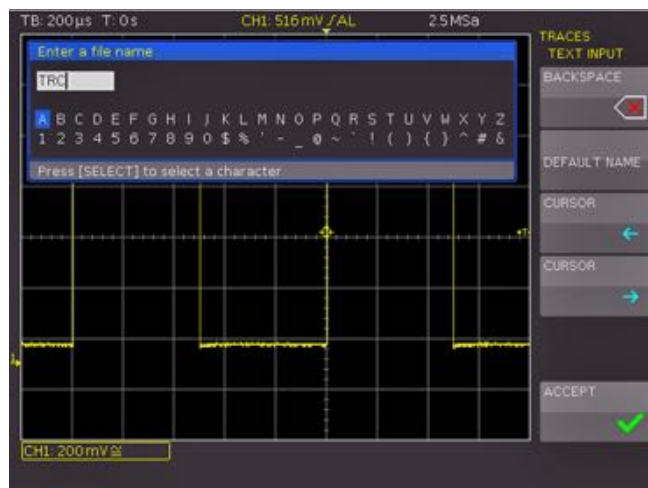 TB: 200µs T: 0s CH1: 516mV / AL 2.5MSa
TRACES
TEXT INPUT
Enter a file name
TRC
A B C D E F G H I J K L M N O P Q R S T U V W X Y Z
1 2 3 4 5 6 7 8 9 0 $ % ' - _ @ ~ ` ! ( ) { } ^ # &
Press [SELECT] to select a character
BACKSPACE
DEFAULT NAME
CURSOR
←
CURSOR
→
ACCEPT
CH1: 200mV≅